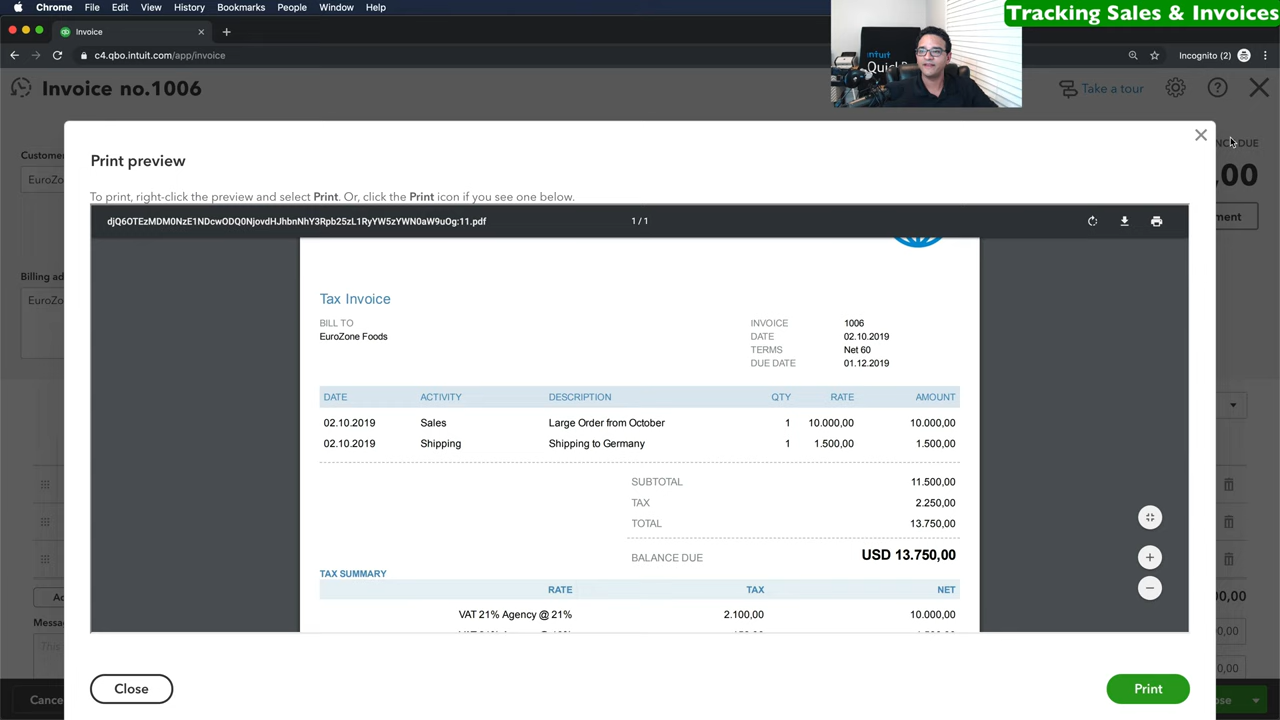 Chrome File Edit View History Bookmarks People Window Help
Tracking Sales & Invoices
Invoice
c4.qbo.intuit.com/app/invoice
Incognito (2)
Invoice no.1006
Take a tour
Print preview
To print, right-click the preview and select Print. Or, click the Print icon if you see one below.
djQ6OTEzMDM0NzE1NDcwODQ0NjovdHJhbnNhY3Rpb25zL1RyYW5zYWN0aW9uOg:11.pdf
1 / 1
Tax Invoice
BILL TO
EuroZone Foods
INVOICE 1006
DATE 02.10.2019
TERMS Net 60
DUE DATE 01.12.2019
DATE ACTIVITY DESCRIPTION QTY RATE AMOUNT
02.10.2019 Sales Large Order from October 1 10.000,00 10.000,00
02.10.2019 Shipping Shipping to Germany 1 1.500,00 1.500,00
SUBTOTAL 11.500,00
TAX 2.250,00
TOTAL 13.750,00
BALANCE DUE USD 13.750,00
TAX SUMMARY
RATE TAX NET
VAT 21% Agency @ 21% 2.100,00 10.000,00
Close
Print